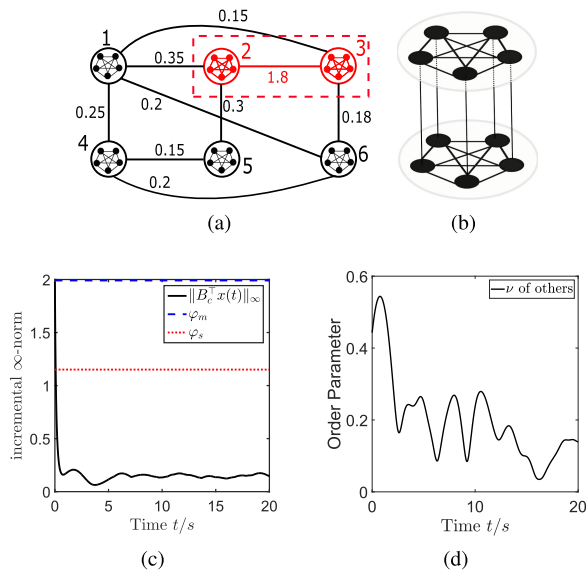 0.15
1
0.35
2
3
1.8
0.25
0.2
0.3
0.18
4
0.15
5
6
0.2
(a)
(b)
2
1.5
1
0.5
0
incremental ∞-norm
‖B_c^⊤ x(t)‖_∞
φ_m
φ_s
0 5 10 15 20
Time t/s
(c)
0.6
0.4
0.2
0
Order Parameter
ν of others
0 10 20
Time t/s
(d)